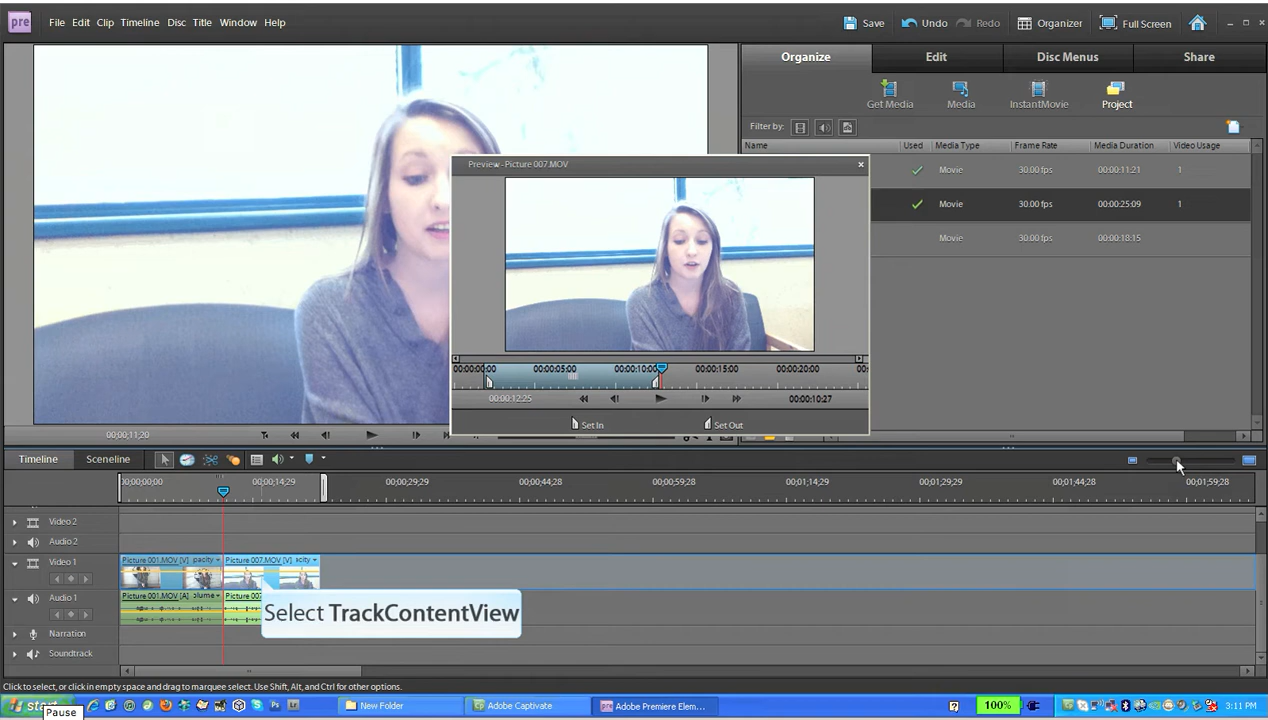 pre File Edit Clip Timeline Disc Title Window Help Save Undo Redo Organizer Full Screen
Organize Edit Disc Menus Share
Get Media Media InstantMovie Project
Filter by:
Name Used Media Type Frame Rate Media Duration Video Usage
Movie 30.00 fps 00:00:11:21 1
Movie 30.00 fps 00:00:25:09 1
Movie 30.00 fps 00:00:18:15
Preview - Picture 007.MOV
00:00:00:00 00:00:05:00 00:00:10:00 00:00:15:00 00:00:20:00
00:00:12:25 00:00:10:27
Set In Set Out
00;00;11;20
Timeline Sceneline
00;00;00;00 00;00;14;29 00;00;29;29 00;00;44;28 00;00;59;28 00;01;14;29 00;01;29;29 00;01;44;28 00;01;59;28
Video 2
Audio 2
Video 1 Picture 001.MOV [V] pacity Picture 007.MOV [V] acity
Audio 1 Picture 001.MOV [A] olume Picture 007
Select TrackContentView
Narration
Soundtrack
Click to select, or click in empty space and drag to marquee select. Use Shift, Alt, and Ctrl for other options.
start New Folder Adobe Captivate Adobe Premiere Elem... 100% 3:11 PM
Pause